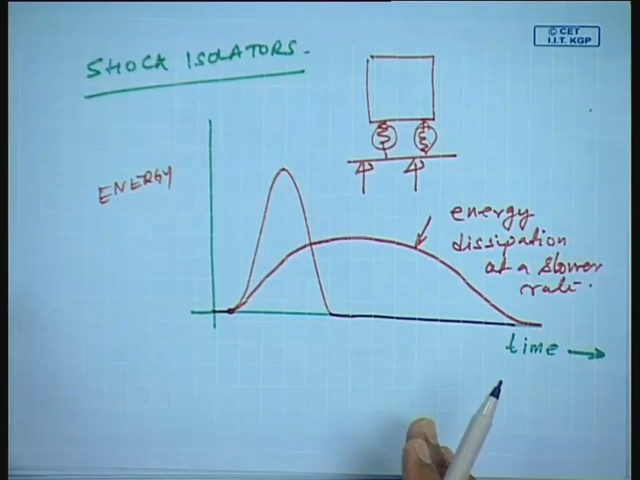 SHOCK ISOLATORS.
© CET
I.I.T. KGP
ENERGY
energy
dissipation
at a slower
rate.
time